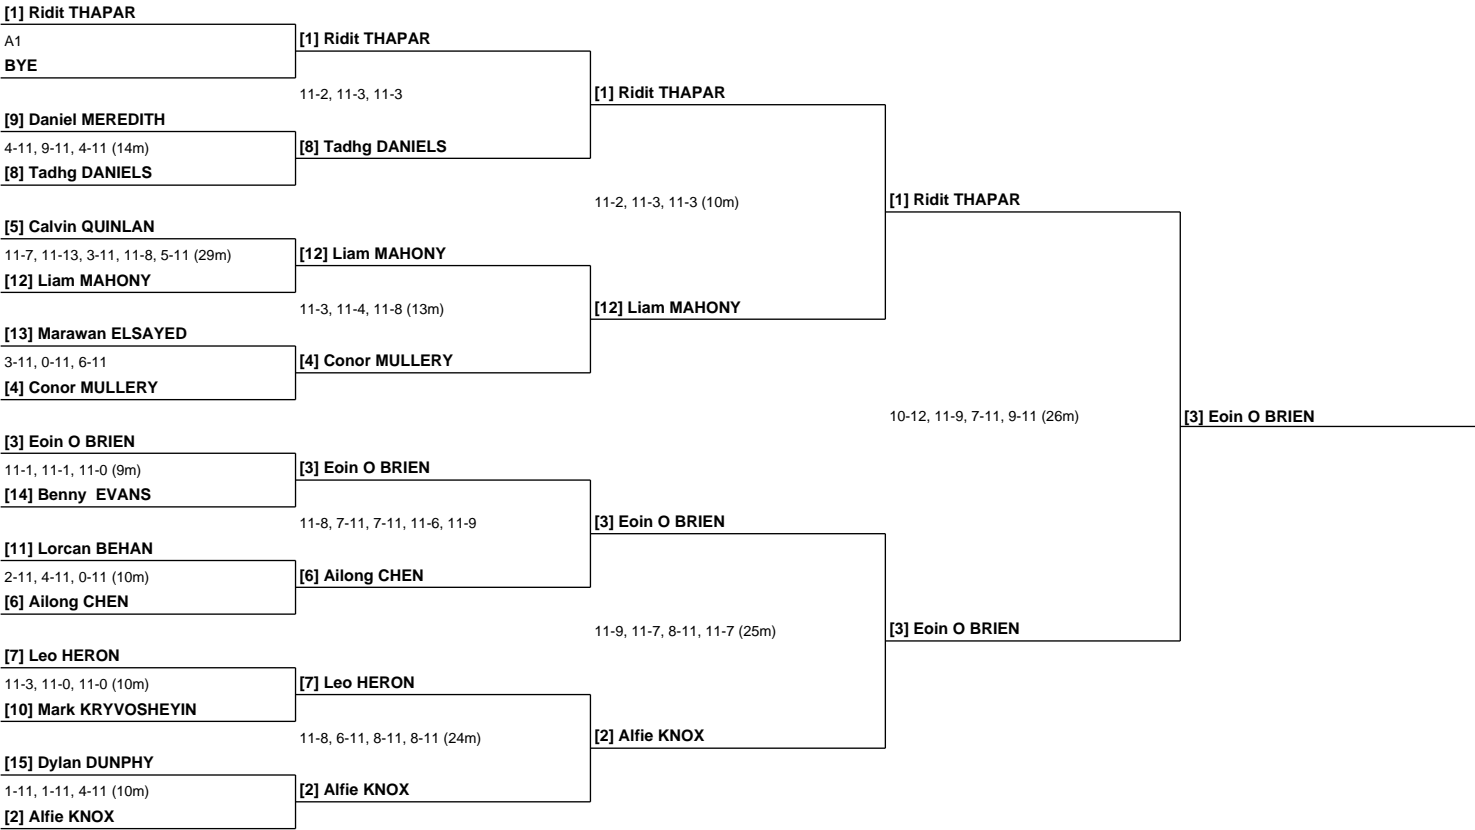 [1] Ridit THAPAR
A1
BYE
[9] Daniel MEREDITH
4-11, 9-11, 4-11 (14m)
[8] Tadhg DANIELS
[5] Calvin QUINLAN
11-7, 11-13, 3-11, 11-8, 5-11 (29m)
[12] Liam MAHONY
[13] Marawan ELSAYED
3-11, 0-11, 6-11
[4] Conor MULLERY
[3] Eoin O BRIEN
11-1, 11-1, 11-0 (9m)
[14] Benny  EVANS
[11] Lorcan BEHAN
2-11, 4-11, 0-11 (10m)
[6] Ailong CHEN
[7] Leo HERON
11-3, 11-0, 11-0 (10m)
[10] Mark KRYVOSHEYIN
[15] Dylan DUNPHY
1-11, 1-11, 4-11 (10m)
[2] Alfie KNOX
[1] Ridit THAPAR
11-2, 11-3, 11-3
[8] Tadhg DANIELS
[12] Liam MAHONY
11-3, 11-4, 11-8 (13m)
[4] Conor MULLERY
[3] Eoin O BRIEN
11-8, 7-11, 7-11, 11-6, 11-9
[6] Ailong CHEN
[7] Leo HERON
11-8, 6-11, 8-11, 8-11 (24m)
[2] Alfie KNOX
[1] Ridit THAPAR
11-2, 11-3, 11-3 (10m)
[12] Liam MAHONY
[3] Eoin O BRIEN
11-9, 11-7, 8-11, 11-7 (25m)
[2] Alfie KNOX
[1] Ridit THAPAR
10-12, 11-9, 7-11, 9-11 (26m)
[3] Eoin O BRIEN
[3] Eoin O BRIEN